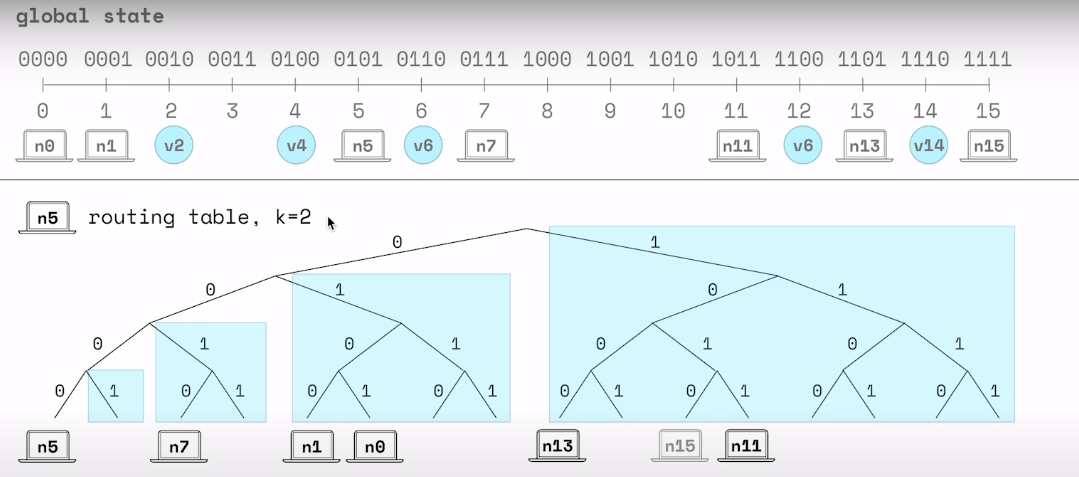 global state
0000 0001 0010 0011 0100 0101 0110 0111 1000 1001 1010 1011 1100 1101 1110 1111
0 1 2 3 4 5 6 7 8 9 10 11 12 13 14 15
n0 n1 v2 v4 n5 v6 n7 n11 v6 n13 v14 n15
n5 routing table, k=2
0 1
0 1 0 1
0 1 0 1 0 1 0 1
0 1 0 1 0 1 0 1 0 1 0 1 0 1 0 1
n5 n7 n1 n0 n13 n15 n11